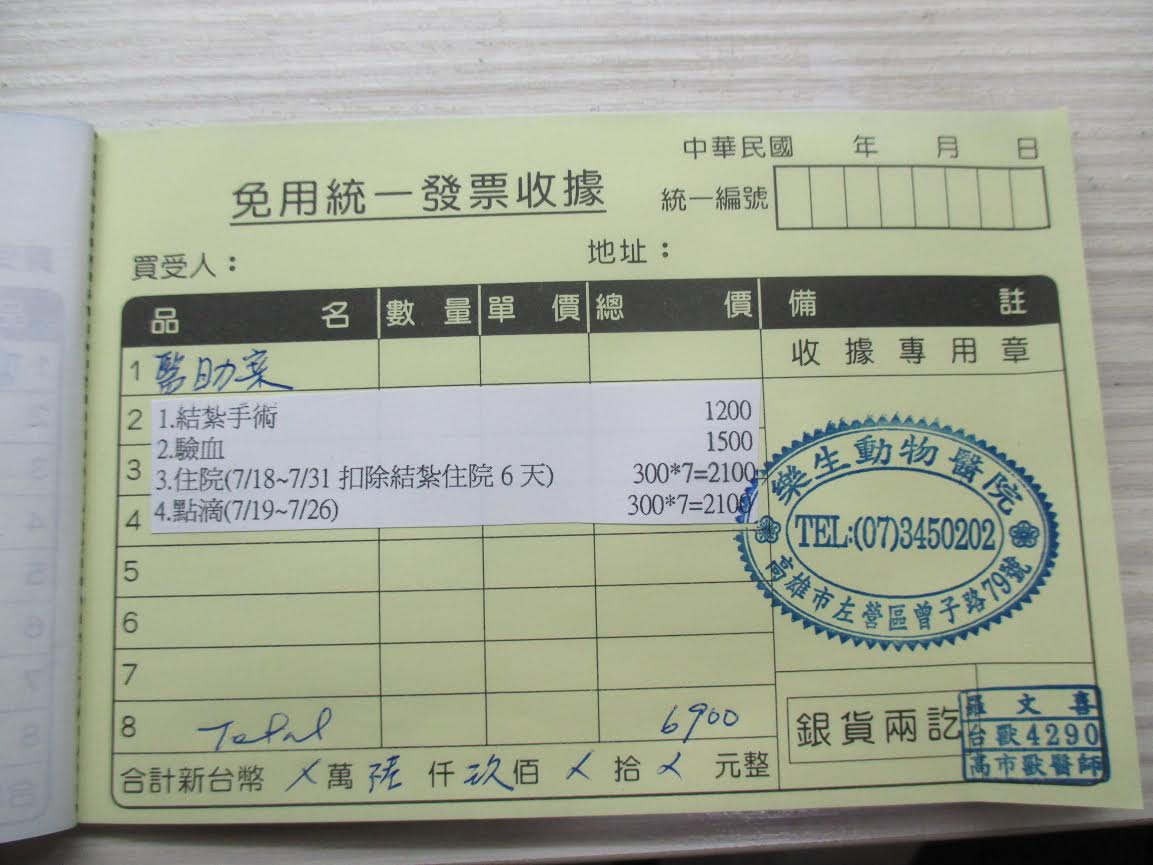 中華民國 年 月 日
免用統一發票收據
統一編號
買受人：
地址：
品名 數量 單價 總價 備註
收據專用章
1 醫助案
2 1.結紮手術 1200
2.驗血 1500
3 3.住院(7/18~7/31 扣除結紮住院 6 天) 300*7=2100
4 4.點滴(7/19~7/26) 300*7=2100
樂生動物醫院
TEL:(07)3450202
高雄市左營區曾子路79號
5
6
7
8 Total 6900
銀貨兩訖
羅文喜
台獸4290
高市獸醫師
合計新台幣 X 萬 陸 仟 玖 佰 X 拾 X 元整